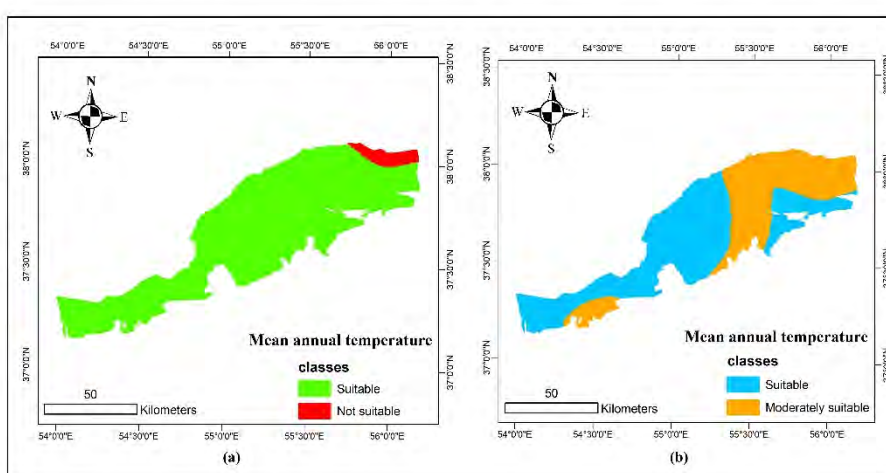 54°0'0"E 54°30'0"E 55°0'0"E 55°30'0"E 56°0'0"E
38°30'0"N
38°0'0"N
37°30'0"N
37°0'0"N
N
W E
S
Mean annual temperature
classes
Suitable
Not suitable
50
Kilometers
54°0'0"E 54°30'0"E 55°0'0"E 55°30'0"E 56°0'0"E
(a)
54°0'0"E 54°30'0"E 55°0'0"E 55°30'0"E 56°0'0"E
38°0'0"N
37°30'0"N
37°0'0"N
N
W E
S
Mean annual temperature
classes
Suitable
Moderately suitable
50
Kilometers
54°0'0"E 54°30'0"E 55°0'0"E 55°30'0"E 56°0'0"E
(b)